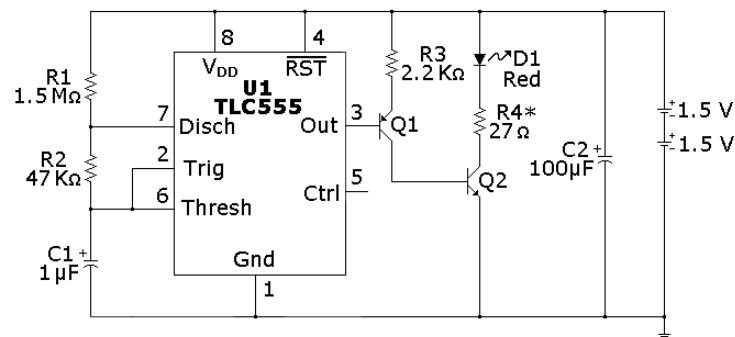 8
4
V_DD
RST
U1
TLC555
R1
1.5 MΩ
7
Disch
Out
3
R2
47 KΩ
2
Trig
6
Thresh
Ctrl
5
C1
+
1 µF
Gnd
1
R3
2.2 KΩ
Q1
D1
Red
R4*
27 Ω
Q2
C2
+
100µF
+
-
1.5 V
+
-
1.5 V